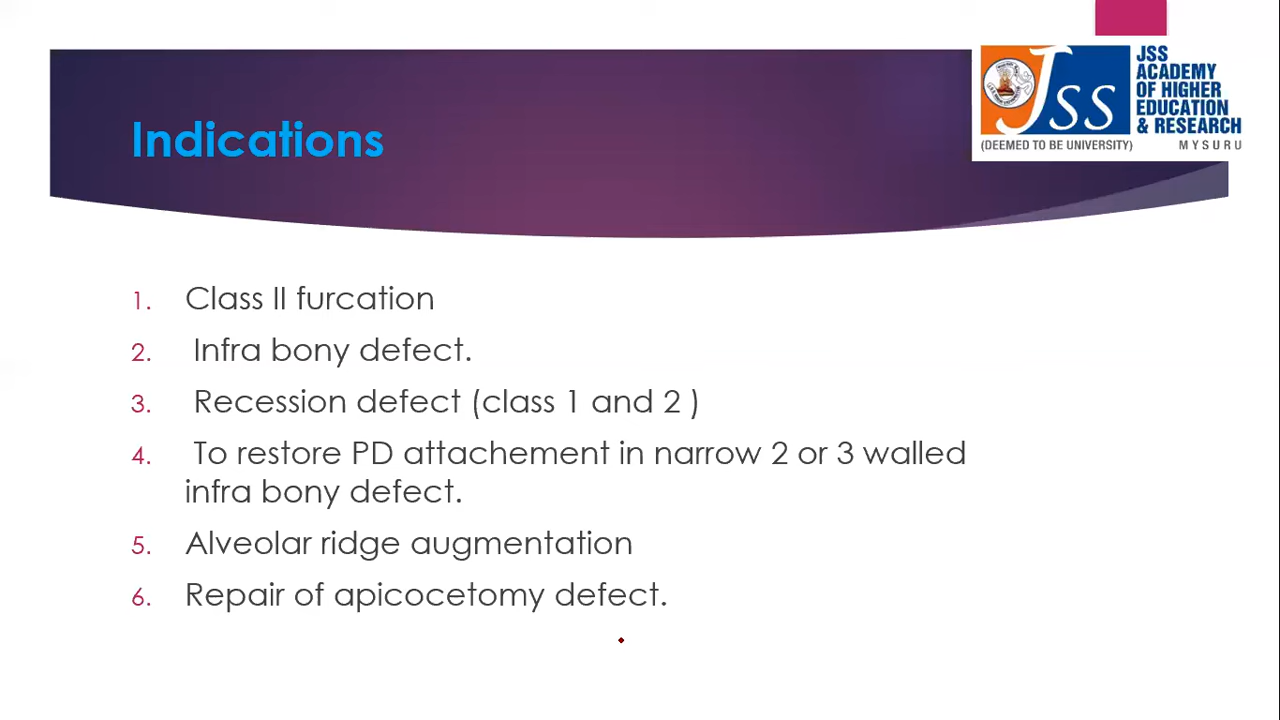 JSS
ACADEMY
OF HIGHER
EDUCATION
& RESEARCH
JSS
(DEEMED TO BE UNIVERSITY) MYSURU
Indications
1. Class II furcation
2. Infra bony defect.
3. Recession defect (class 1 and 2 )
4. To restore PD attachement in narrow 2 or 3 walled
infra bony defect.
5. Alveolar ridge augmentation
6. Repair of apicocetomy defect.